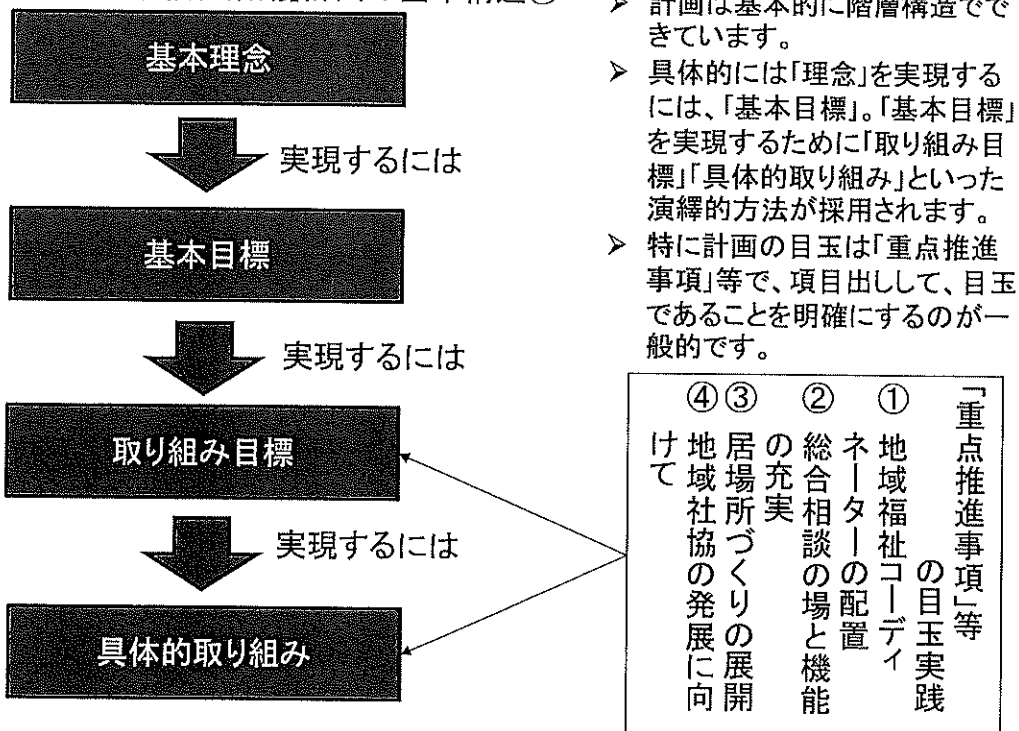 の基本構造①
基本理念
実現するには
基本目標
実現するには
取り組み目標
実現するには
具体的取り組み
➢ 計画は基本的に階層構造でで
きています。
➢ 具体的には「理念」を実現する
には、「基本目標」。「基本目標」
を実現するために「取り組み目
標」「具体的取り組み」といった
演繹的方法が採用されます。
➢ 特に計画の目玉は「重点推進
事項」等で、項目出しして、目玉
であることを明確にするのが一
般的です。
「重点推進事項」等
の目玉実践
① 地域福祉コーディ
ネーターの配置
② 総合相談の場と機能
の充実
③ 居場所づくりの展開
④ 地域社協の発展に向
けて